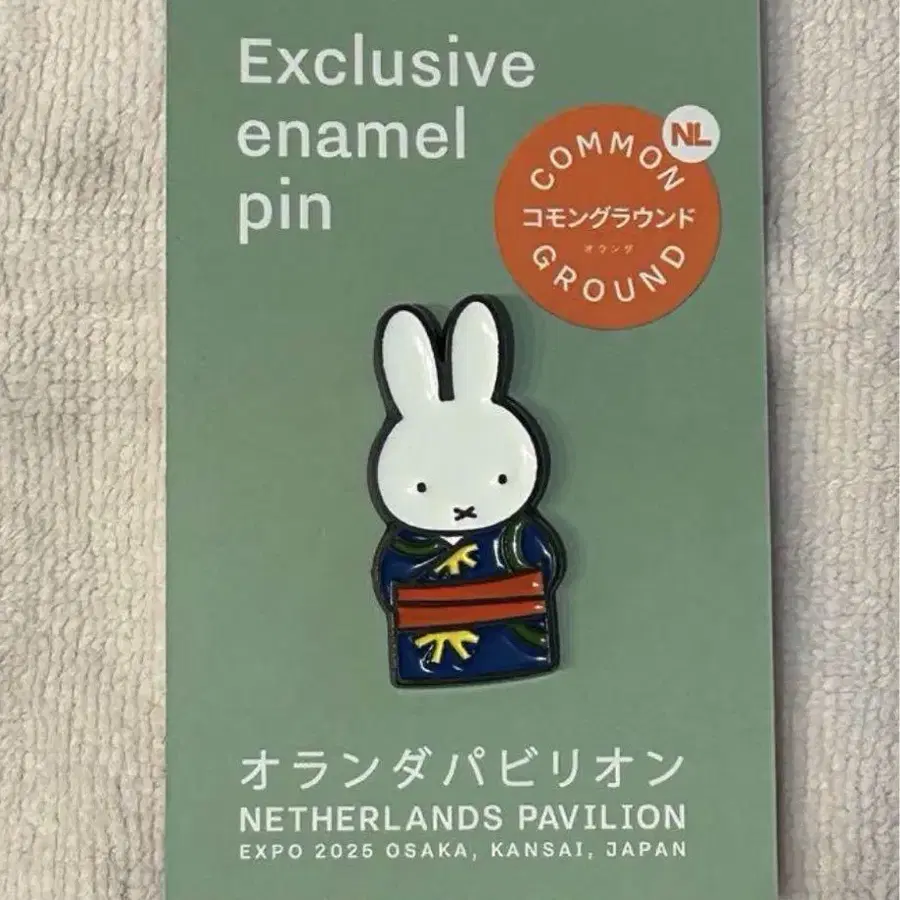 Exclusive
enamel
pin
NL
COMMON
コモングラウンド
オランダ
GROUND
オランダパビリオン
NETHERLANDS PAVILION
EXPO 2025 OSAKA, KANSAI, JAPAN